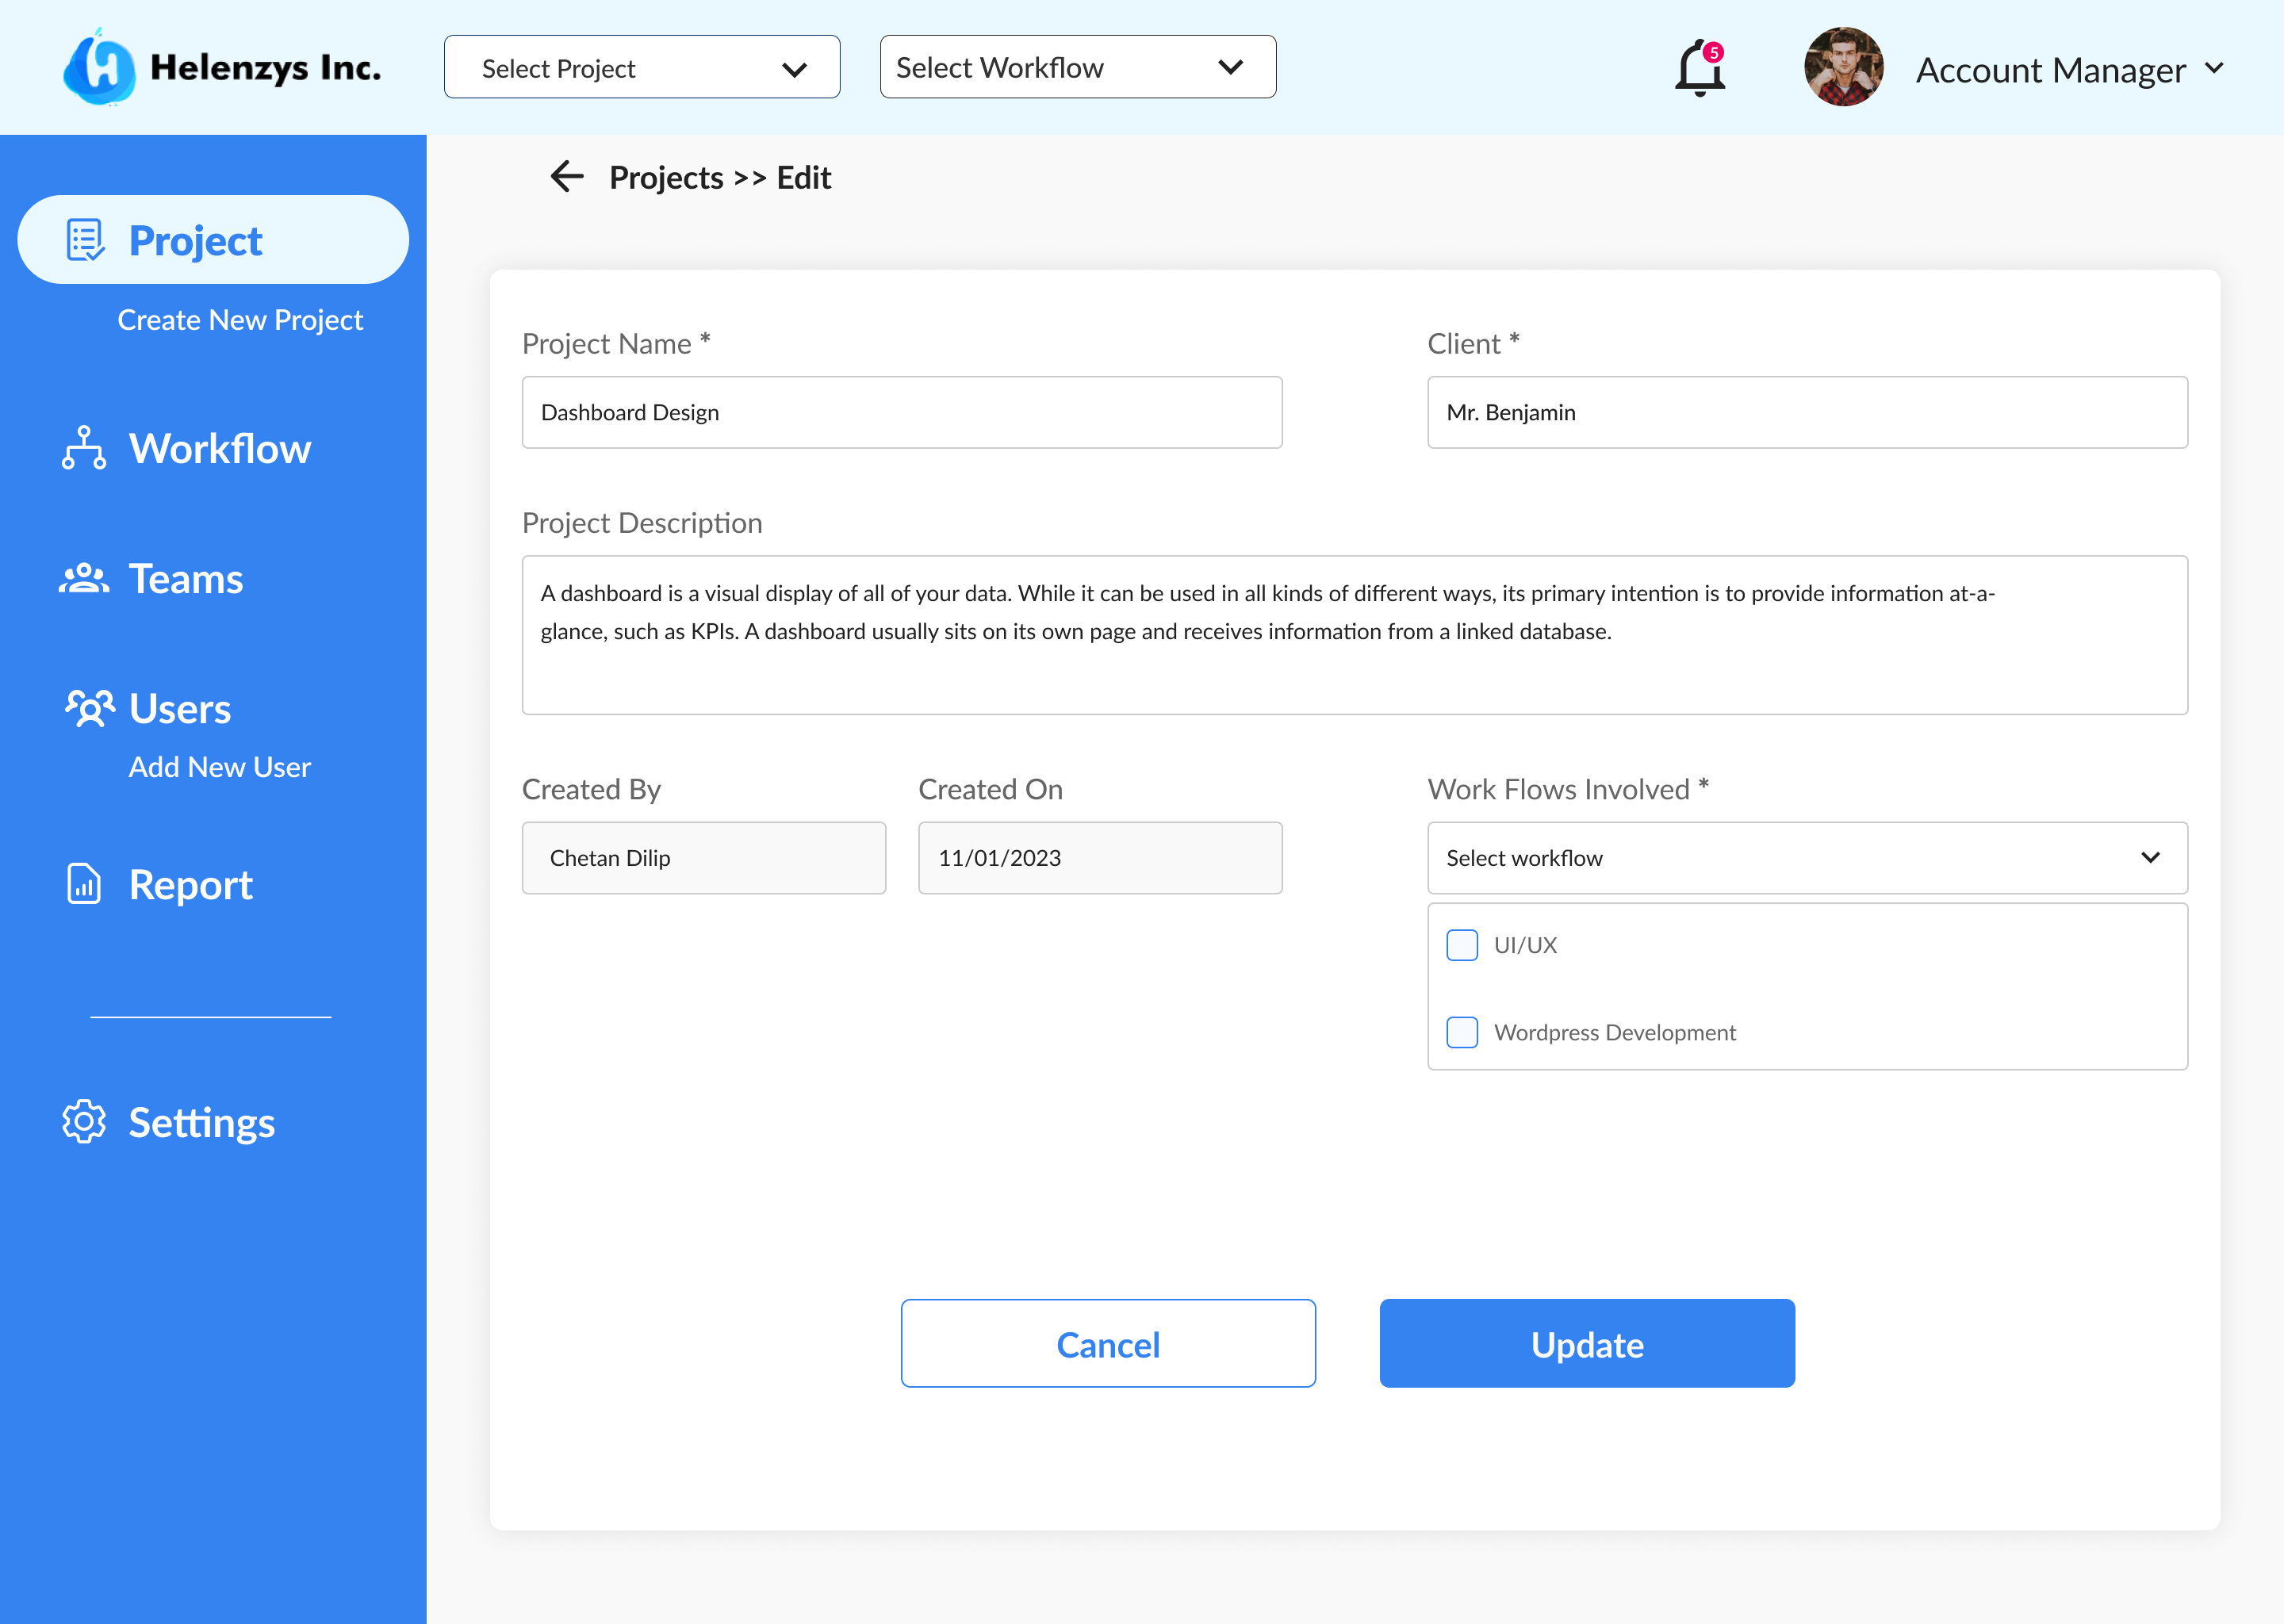 Helenzys Inc.
Select Project
Select Workflow
5
Account Manager
Project
Create New Project
Workflow
Teams
Users
Add New User
Report
Settings
Projects >> Edit
Project Name *
Dashboard Design
Client *
Mr. Benjamin
Project Description
A dashboard is a visual display of all of your data. While it can be used in all kinds of different ways, its primary intention is to provide information at-a-
glance, such as KPIs. A dashboard usually sits on its own page and receives information from a linked database.
Created By
Chetan Dilip
Created On
11/01/2023
Work Flows Involved *
Select workflow
UI/UX
Wordpress Development
Cancel
Update